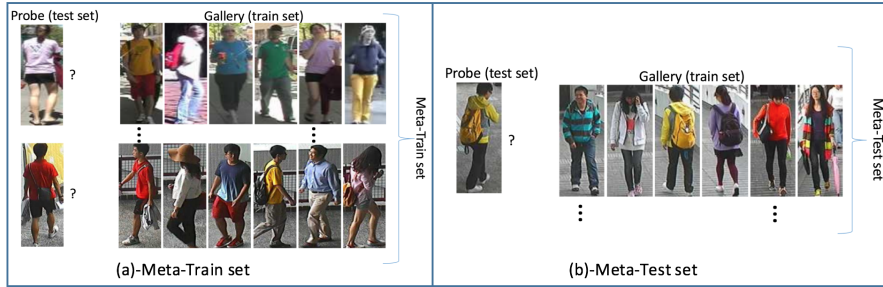 Probe (test set)
Gallery (train set)
?
?
Meta-Train set
(a)-Meta-Train set
Probe (test set)
Gallery (train set)
?
Meta-Test set
(b)-Meta-Test set